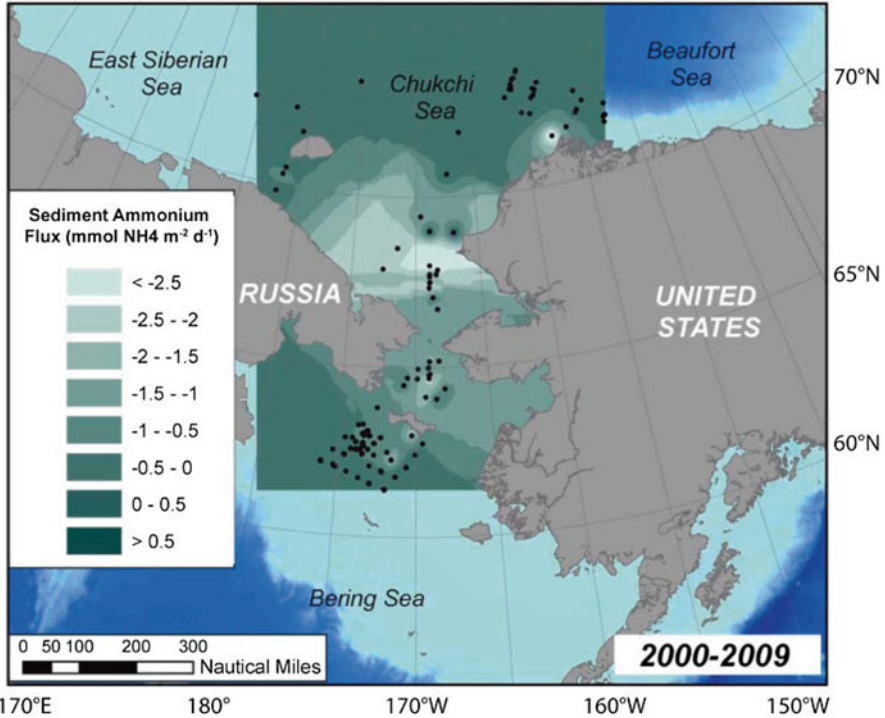 East Siberian
Sea
Chukchi
Sea
Beaufort
Sea
70°N
Sediment Ammonium
Flux (mmol NH4 m⁻² d⁻¹)
< -2.5
-2.5 - -2
-2 - -1.5
-1.5 - -1
-1 - -0.5
-0.5 - 0
0 - 0.5
> 0.5
RUSSIA
UNITED
STATES
65°N
60°N
Bering Sea
0 50 100 200 300
Nautical Miles
2000-2009
170°E 180° 170°W 160°W 150°W